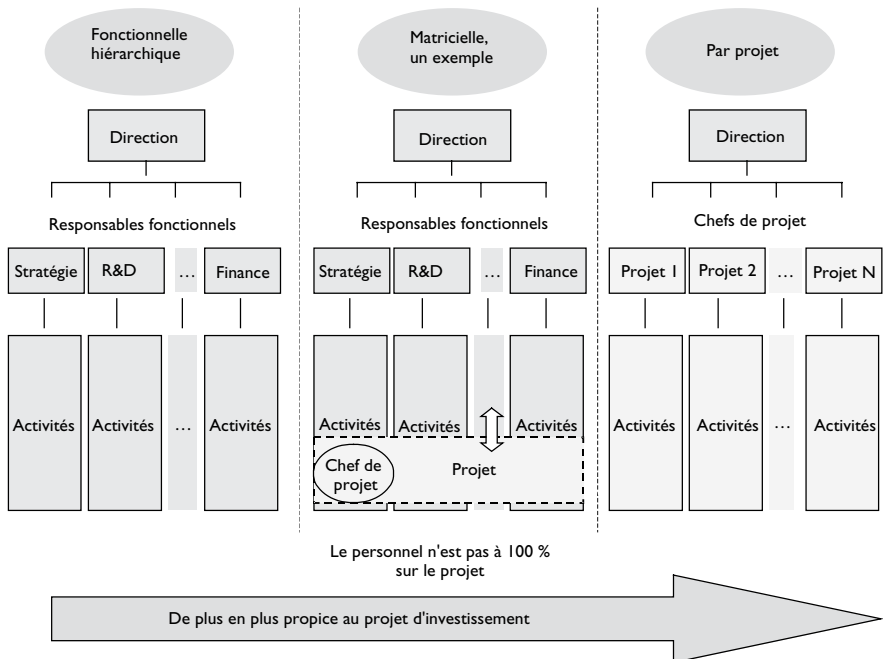 Fonctionnelle
hiérarchique
Matricielle,
un exemple
Par projet
Direction
Direction
Direction
Responsables fonctionnels
Responsables fonctionnels
Chefs de projet
Stratégie
R&D
...
Finance
Stratégie
R&D
...
Finance
Projet 1
Projet 2
...
Projet N
Activités
Activités
...
Activités
Activités
Activités
Activités
Activités
Activités
...
Activités
Chef de
projet
Projet
Le personnel n'est pas à 100 %
sur le projet
De plus en plus propice au projet d'investissement